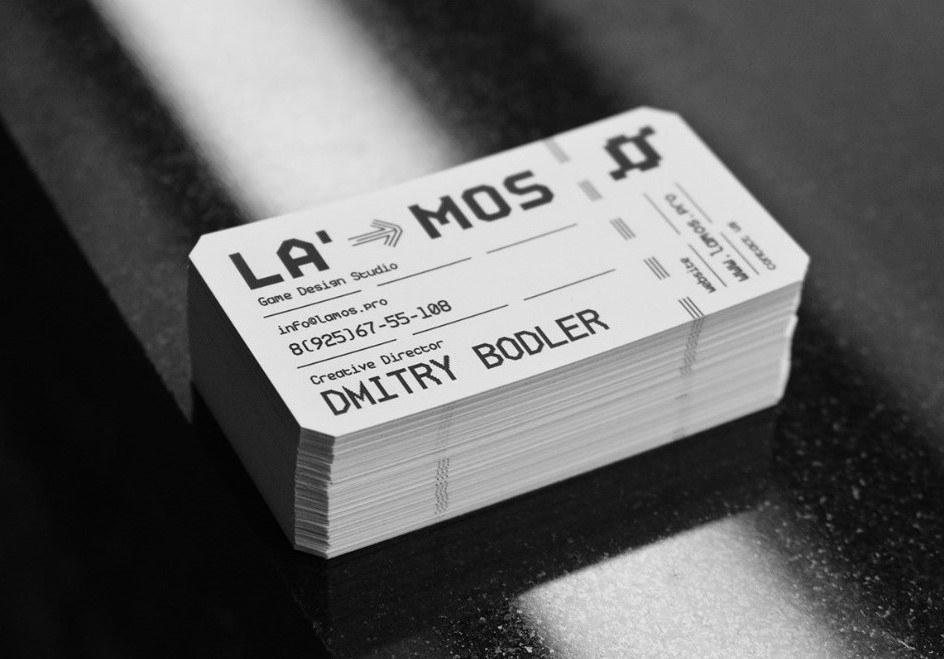 LA' → MOS
Game Design Studio
info@lamos.pro
8(925)67-55-108
Creative Director
DMITRY BODLER
website
www.lamos.pro
contact us